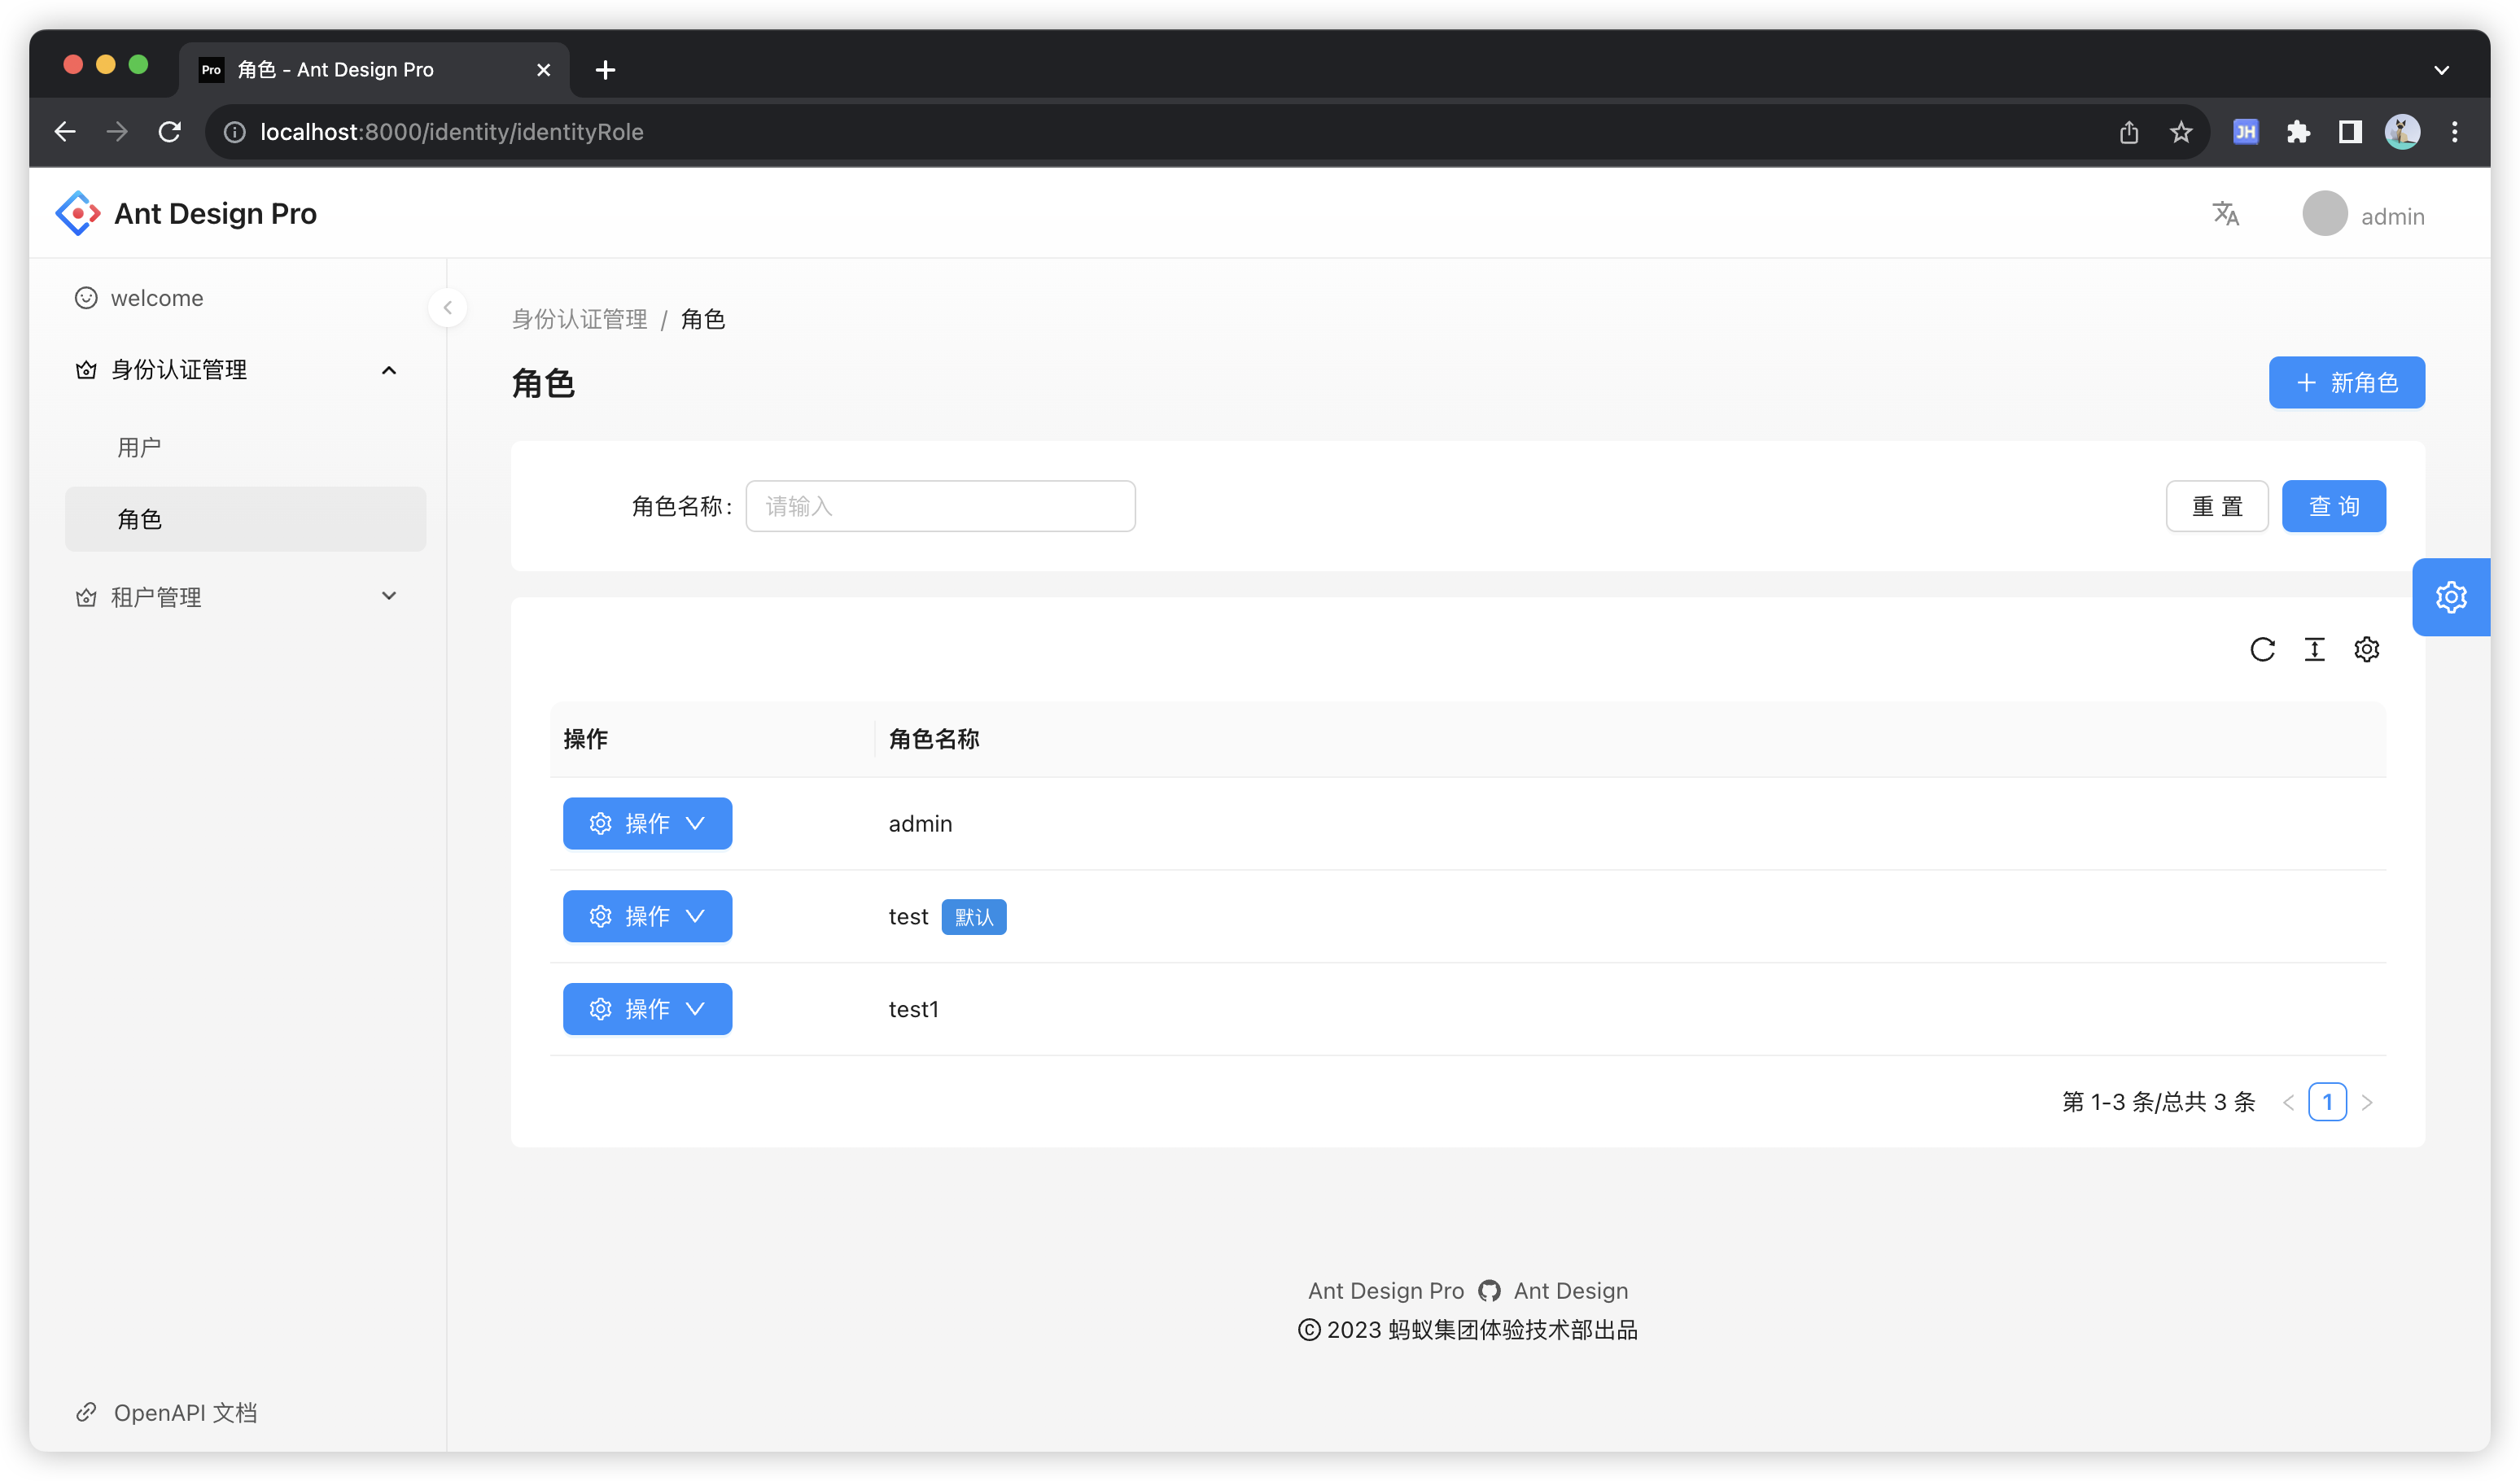 Pro 角色 - Ant Design Pro
localhost:8000/identity/identityRole
JH
Ant Design Pro
admin
welcome
身份认证管理
用户
角色
租户管理
OpenAPI 文档
身份认证管理 / 角色
角色
新角色
角色名称: 请输入
重 置 查 询
操作 角色名称
操作 admin
操作 test 默认
操作 test1
第 1-3 条/总共 3 条 1
Ant Design Pro Ant Design
© 2023 蚂蚁集团体验技术部出品